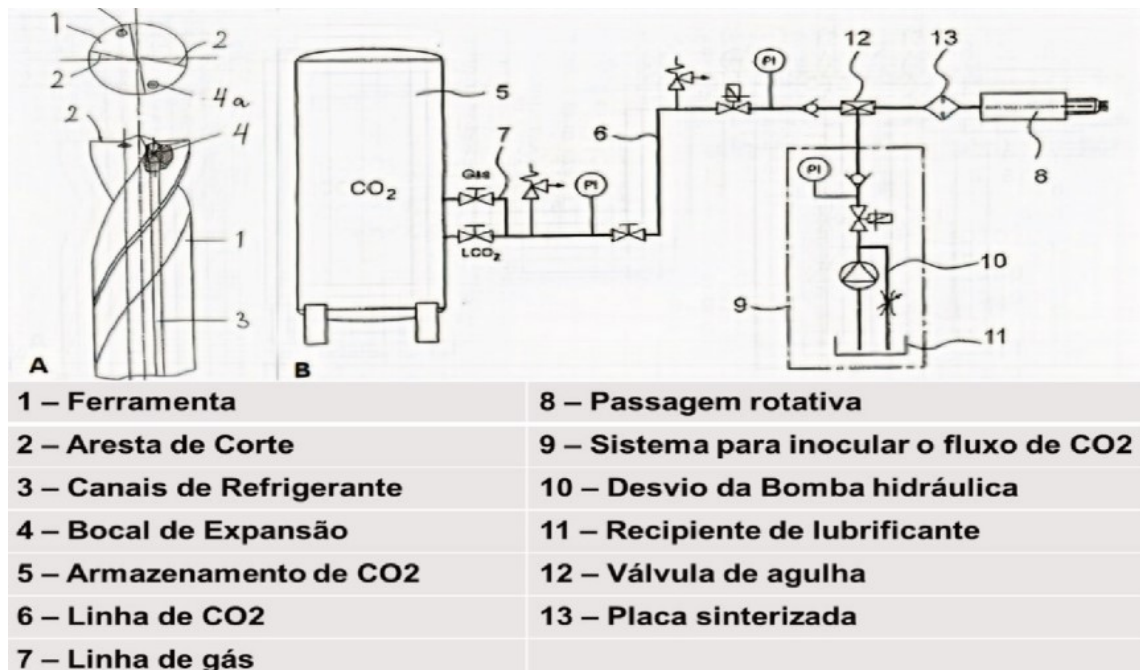 1
2
2
4a
2
4
1
3
A
5
CO2
7
Gas
LCO2
PI
6
PI
12
13
8
PI
10
9
11
B
1 – Ferramenta
8 – Passagem rotativa
2 – Aresta de Corte
9 – Sistema para inocular o fluxo de CO2
3 – Canais de Refrigerante
10 – Desvio da Bomba hidráulica
4 – Bocal de Expansão
11 – Recipiente de lubrificante
5 – Armazenamento de CO2
12 – Válvula de agulha
6 – Linha de CO2
13 – Placa sinterizada
7 – Linha de gás